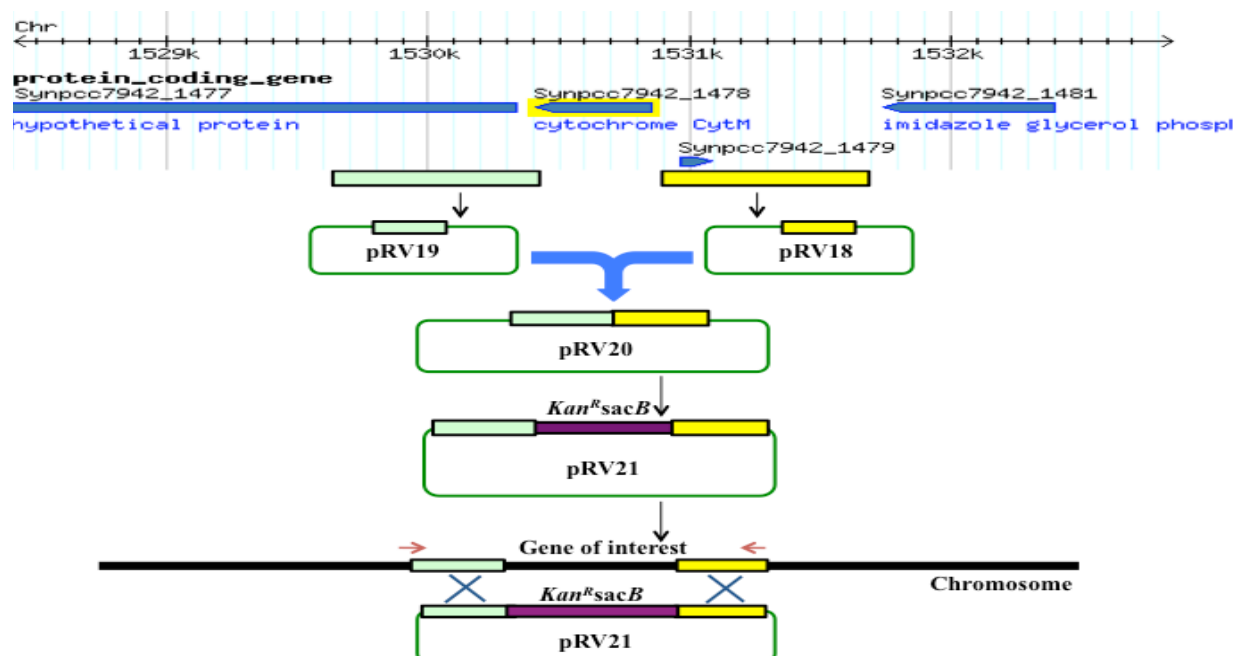 Chr
1529k 1530k 1531k 1532k
protein_coding_gene
Synpcc7942_1477 Synpcc7942_1478 Synpcc7942_1481
hypothetical protein cytochrome CytM imidazole glycerol phospl
Synpcc7942_1479
pRV19 pRV18
pRV20
KanRsacB
pRV21
Gene of interest
Chromosome
KanRsacB
pRV21